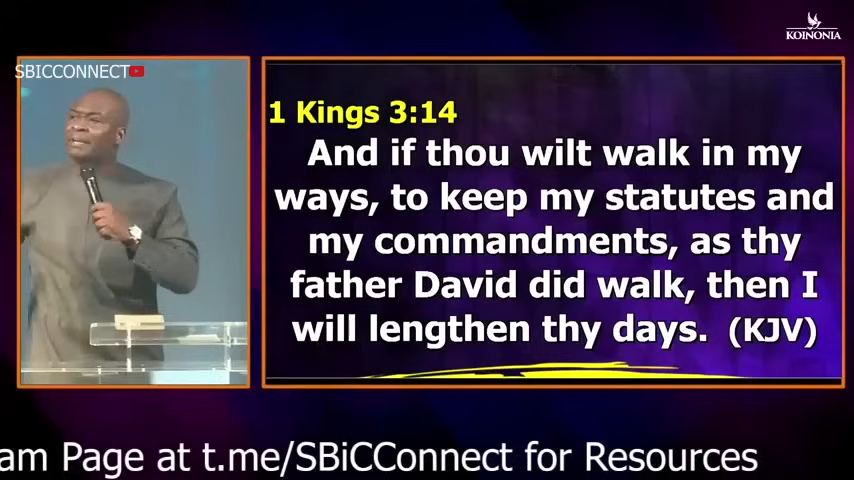 KOINONIA
SBICCONNECT
1 Kings 3:14
And if thou wilt walk in my
ways, to keep my statutes and
my commandments, as thy
father David did walk, then I
will lengthen thy days. (KJV)
am Page at t.me/SBiCConnect for Resources